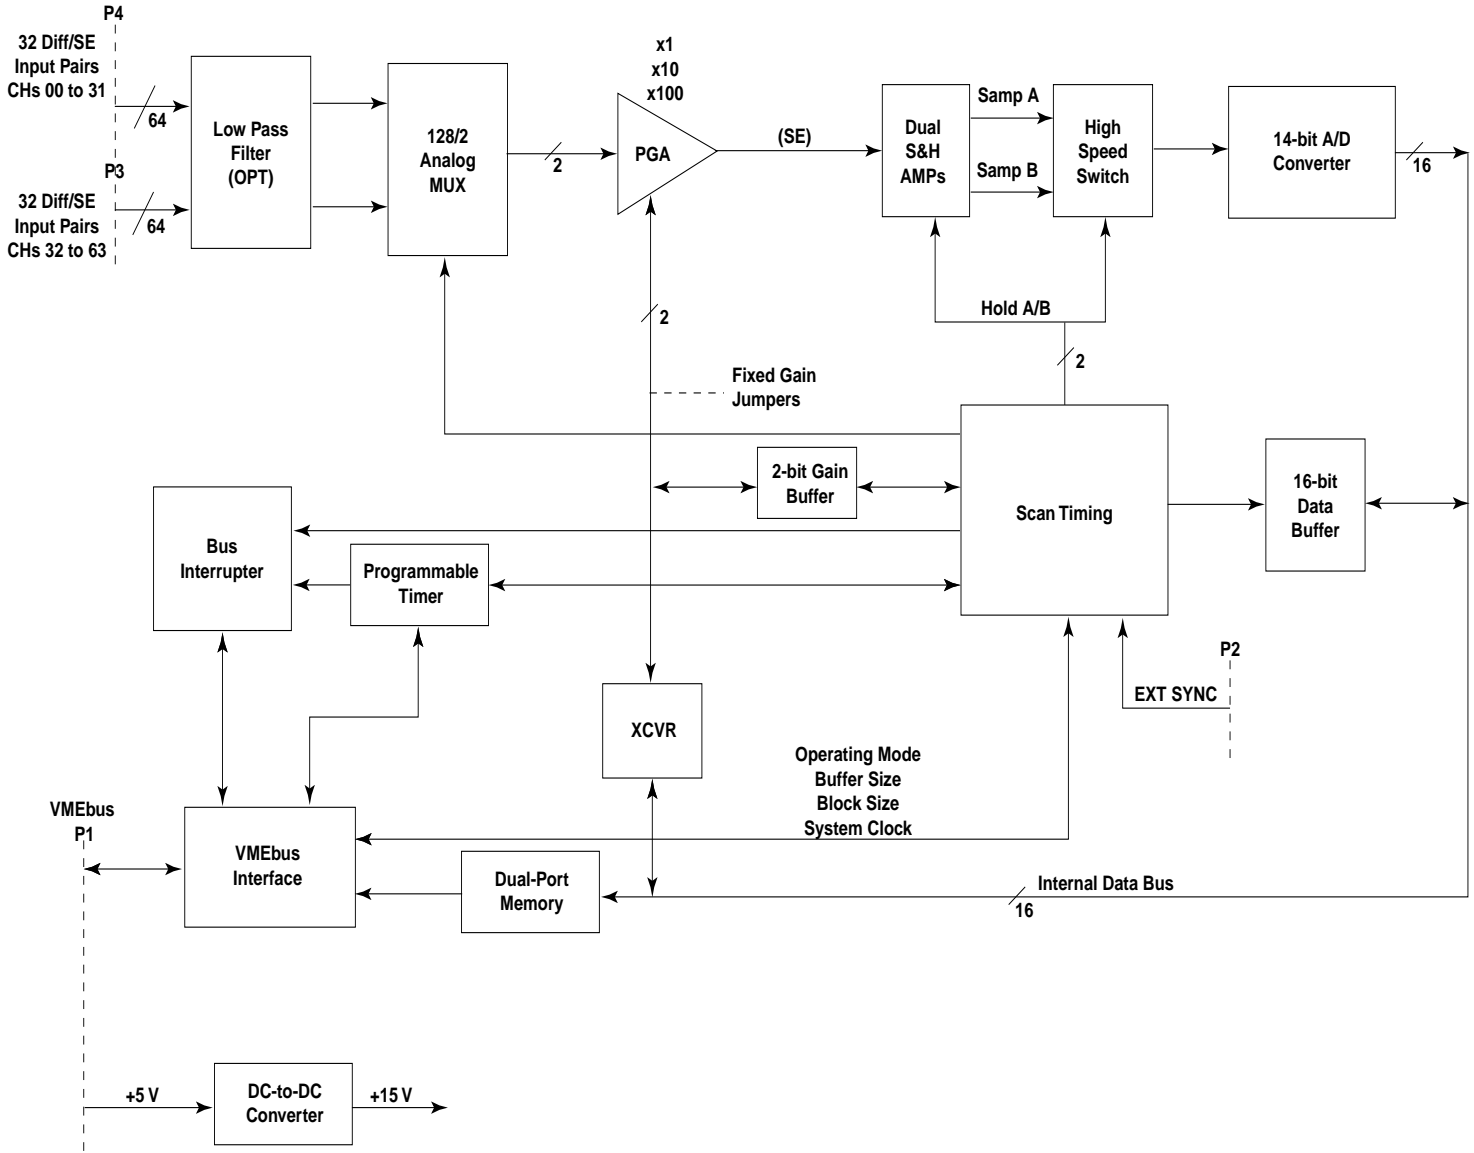 P4
32 Diff/SE
Input Pairs
CHs 00 to 31
64
P3
32 Diff/SE
Input Pairs
CHs 32 to 63
64
Low Pass
Filter
(OPT)
128/2
Analog
MUX
2
x1
x10
x100
PGA
(SE)
Dual
S&H
AMPs
Samp A
Samp B
High
Speed
Switch
14-bit A/D
Converter
16
2
Hold A/B
2
Fixed Gain
Jumpers
2-bit Gain
Buffer
Scan Timing
16-bit
Data
Buffer
Bus
Interrupter
Programmable
Timer
P2
EXT SYNC
XCVR
Operating Mode
Buffer Size
Block Size
System Clock
VMEbus
P1
VMEbus
Interface
Dual-Port
Memory
Internal Data Bus
16
+5 V
DC-to-DC
Converter
+15 V